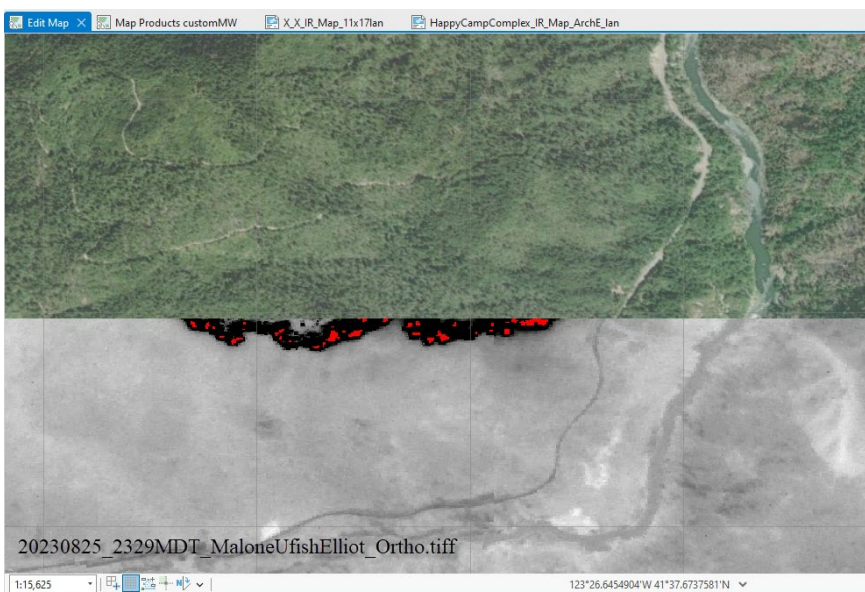 Edit Map
Map Products customMW
X_X_IR_Map_11x17lan
HappyCampComplex_IR_Map_ArchE_lan
20230825_2329MDT_MaloneUfishElliot_Ortho.tiff
1:15,625
N
123°26.6454904'W 41°37.6737581'N